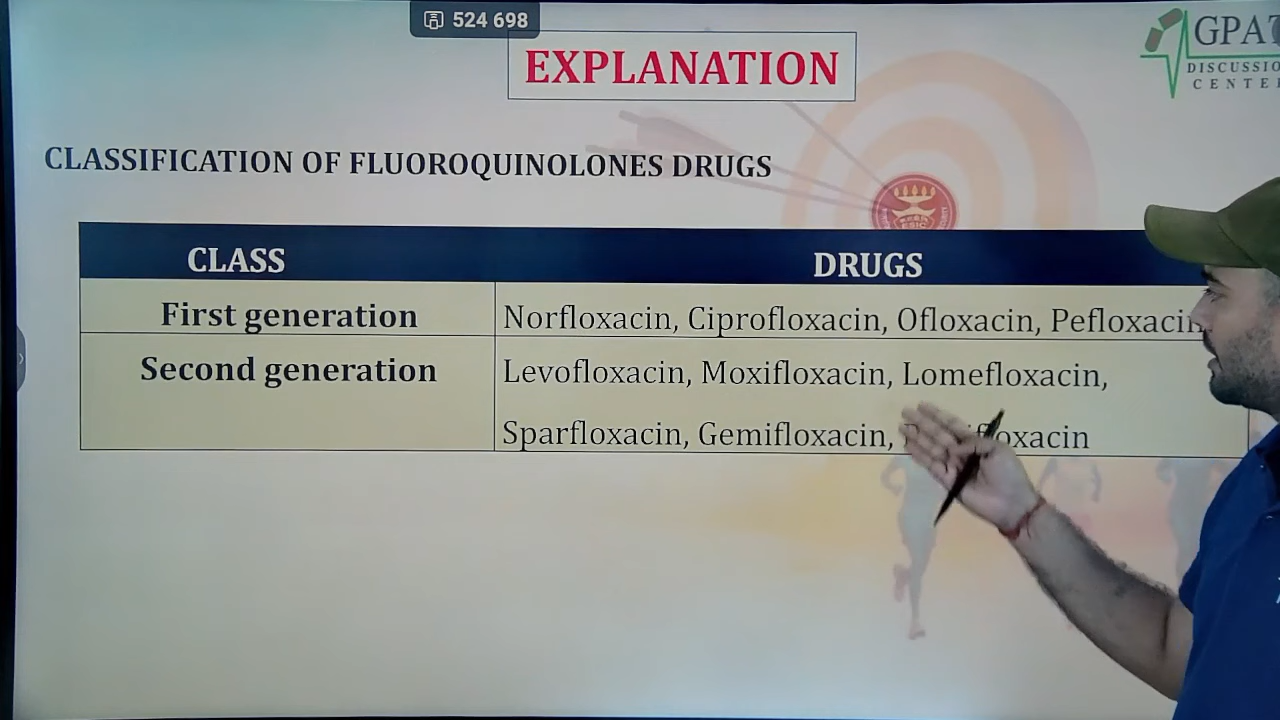 524 698
EXPLANATION
GPAT
DISCUSSION
CENTER
CLASSIFICATION OF FLUOROQUINOLONES DRUGS
CLASS DRUGS
First generation Norfloxacin, Ciprofloxacin, Ofloxacin, Pefloxacin
Second generation Levofloxacin, Moxifloxacin, Lomefloxacin,
Sparfloxacin, Gemifloxacin,